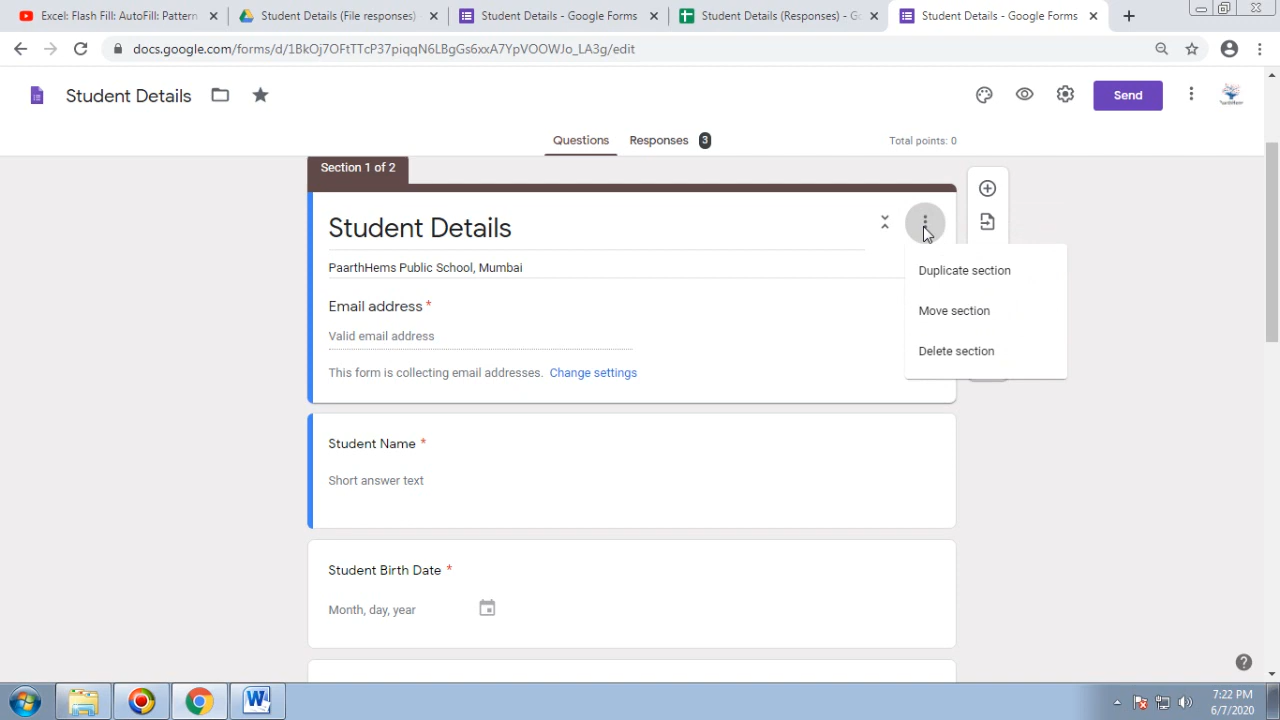 Excel: Flash Fill: AutoFill: Pattern
Student Details (File responses)
Student Details - Google Forms
Student Details (Responses) - G
Student Details - Google Forms
docs.google.com/forms/d/1BkOj7OFtTTcP37piqqN6LBgGs6xxA7YpVOOWJo_LA3g/edit
Student Details
Send
Questions
Responses 3
Total points: 0
Section 1 of 2
Student Details
PaarthHems Public School, Mumbai
Duplicate section
Email address *
Move section
Valid email address
Delete section
This form is collecting email addresses. Change settings
Student Name *
Short answer text
Student Birth Date *
Month, day, year
7:22 PM
6/7/2020